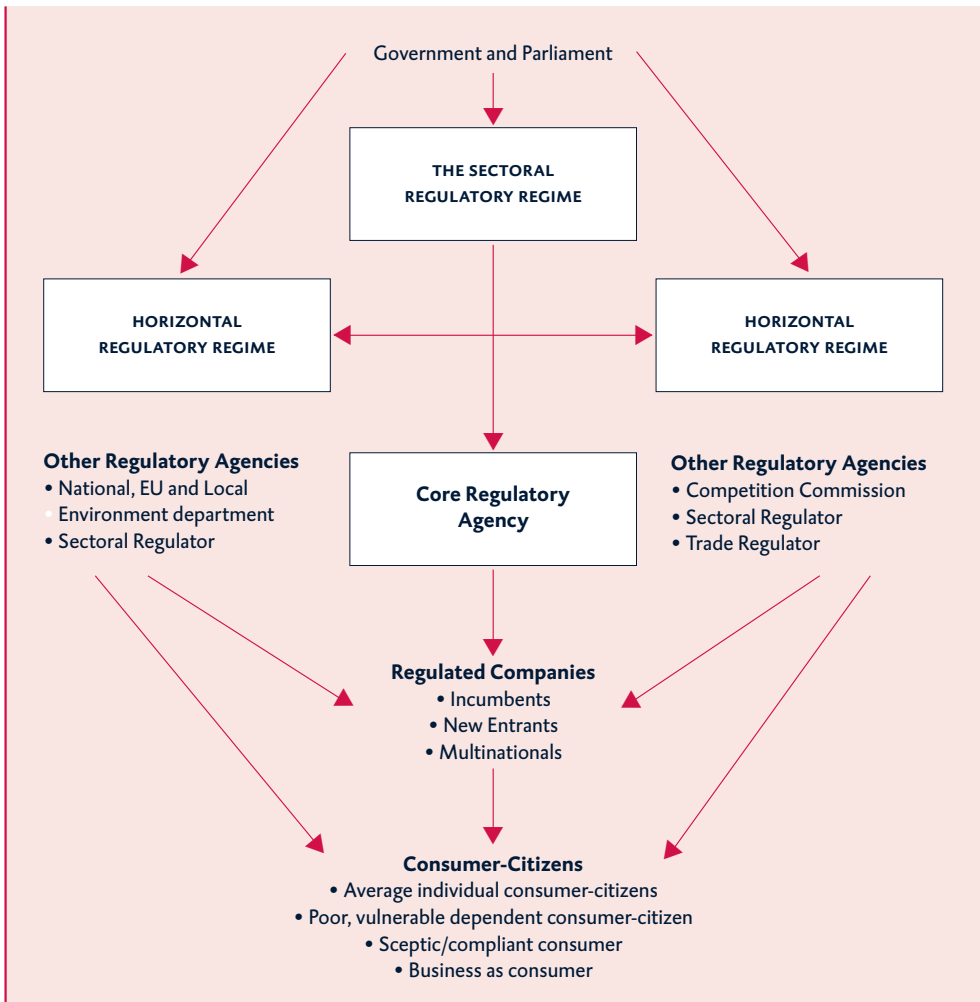 Government and Parliament
THE SECTORAL
REGULATORY REGIME
HORIZONTAL
REGULATORY REGIME
HORIZONTAL
REGULATORY REGIME
Other Regulatory Agencies
• National, EU and Local
• Environment department
• Sectoral Regulator
Core Regulatory
Agency
Other Regulatory Agencies
• Competition Commission
• Sectoral Regulator
• Trade Regulator
Regulated Companies
• Incumbents
• New Entrants
• Multinationals
Consumer-Citizens
• Average individual consumer-citizens
• Poor, vulnerable dependent consumer-citizen
• Sceptic/compliant consumer
• Business as consumer